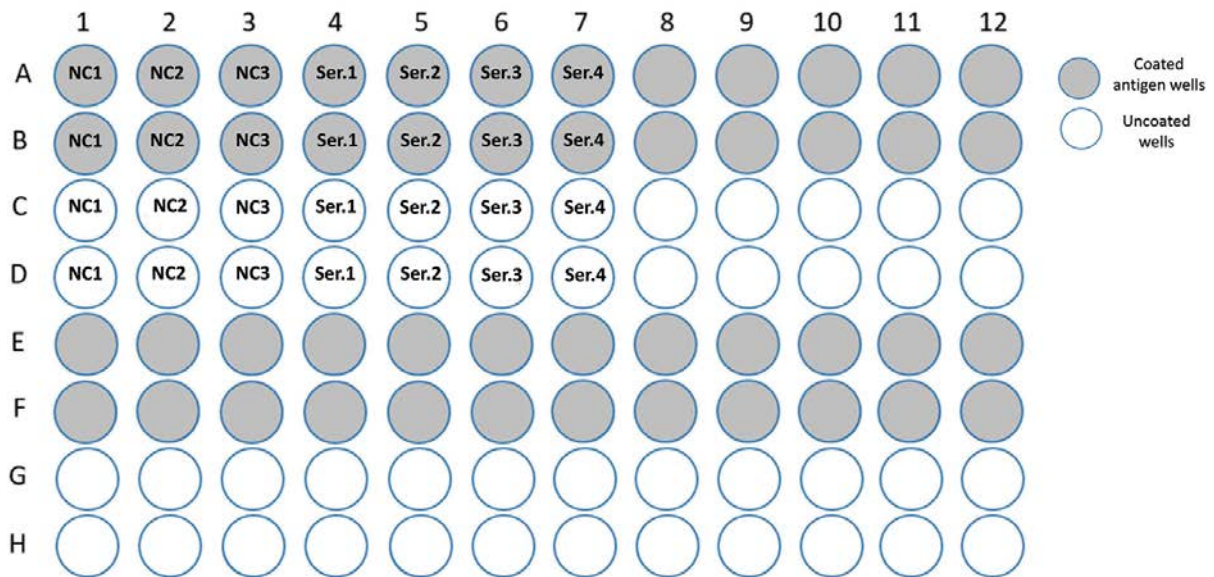 1 2 3 4 5 6 7 8 9 10 11 12
A NC1 NC2 NC3 Ser.1 Ser.2 Ser.3 Ser.4
B NC1 NC2 NC3 Ser.1 Ser.2 Ser.3 Ser.4
C NC1 NC2 NC3 Ser.1 Ser.2 Ser.3 Ser.4
D NC1 NC2 NC3 Ser.1 Ser.2 Ser.3 Ser.4
E
F
G
H
Coated
antigen wells
Uncoated
wells